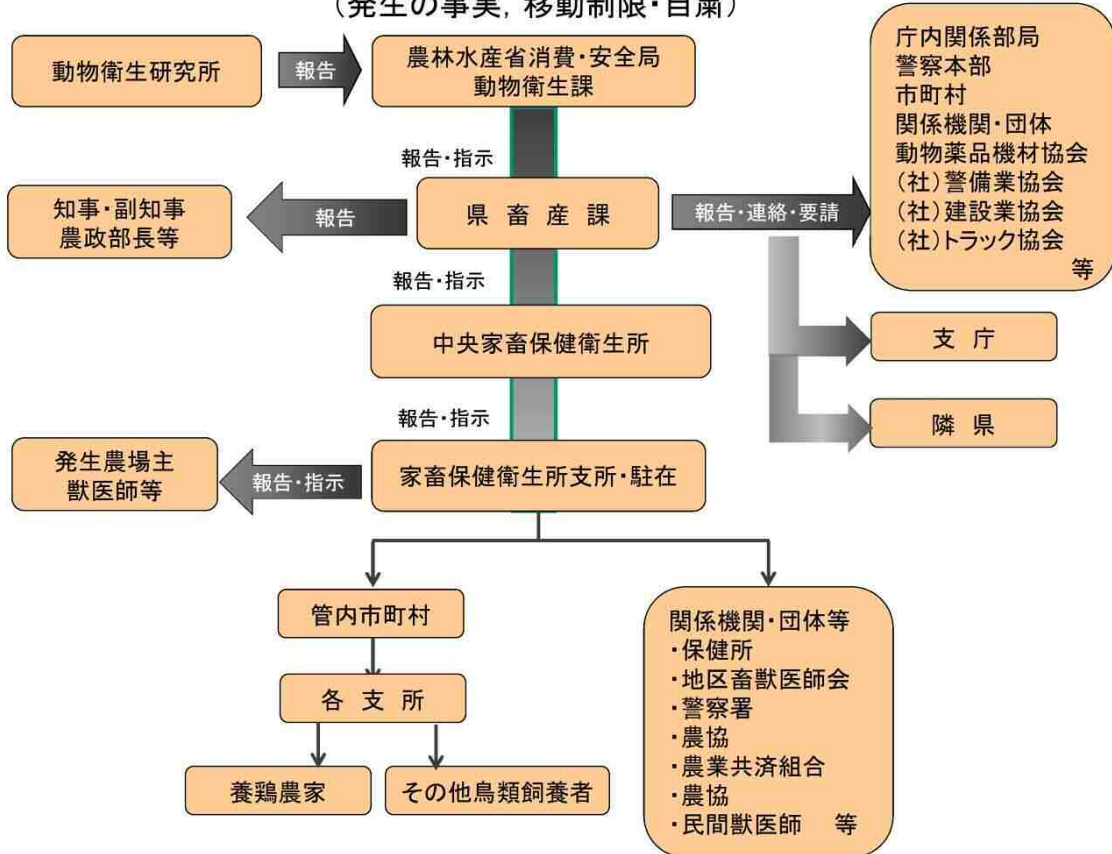 (発生の事実, 移動制限・自粛)
動物衛生研究所
報告
農林水産省消費・安全局
動物衛生課
庁内関係部局
警察本部
市町村
関係機関・団体
動物薬品機材協会
(社)警備業協会
(社)建設業協会
(社)トラック協会
等
報告・指示
知事・副知事
農政部長等
報告
県 畜 産 課
報告・連絡・要請
報告・指示
中央家畜保健衛生所
支 庁
隣 県
報告・指示
発生農場主
獣医師等
報告・指示
家畜保健衛生所支所・駐在
管内市町村
各 支 所
養鶏農家
その他鳥類飼養者
関係機関・団体等
・保健所
・地区畜獣医師会
・警察署
・農協
・農業共済組合
・農協
・民間獣医師 等